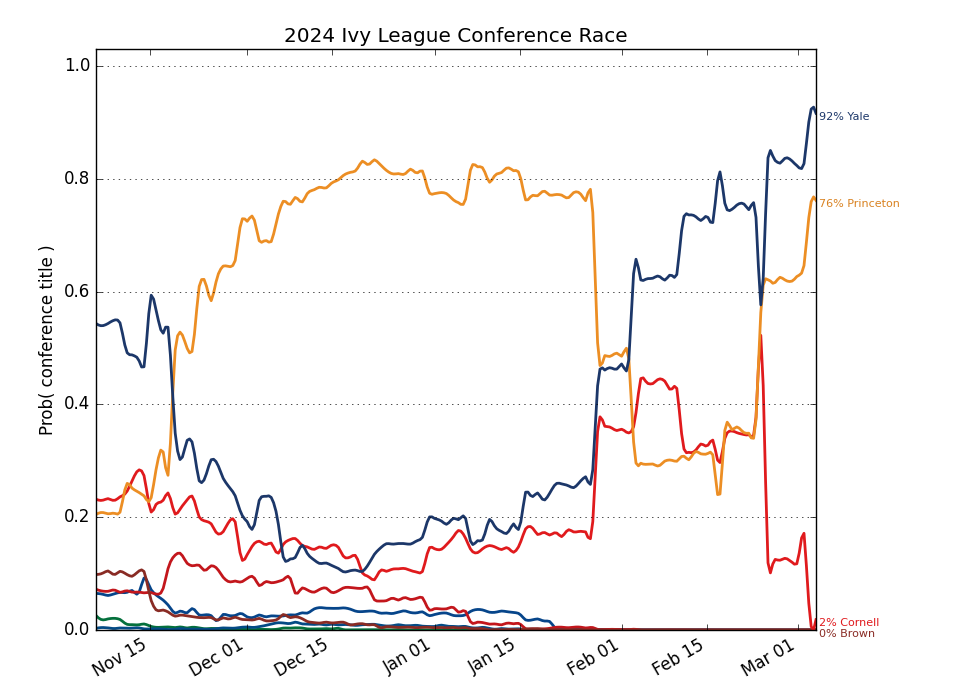 2024 Ivy League Conference Race
Prob( conference title )
1.0
0.8
0.6
0.4
0.2
0.0
Nov 15
Dec 01
Dec 15
Jan 01
Jan 15
Feb 01
Feb 15
Mar 01
92% Yale
76% Princeton
2% Cornell
0% Brown